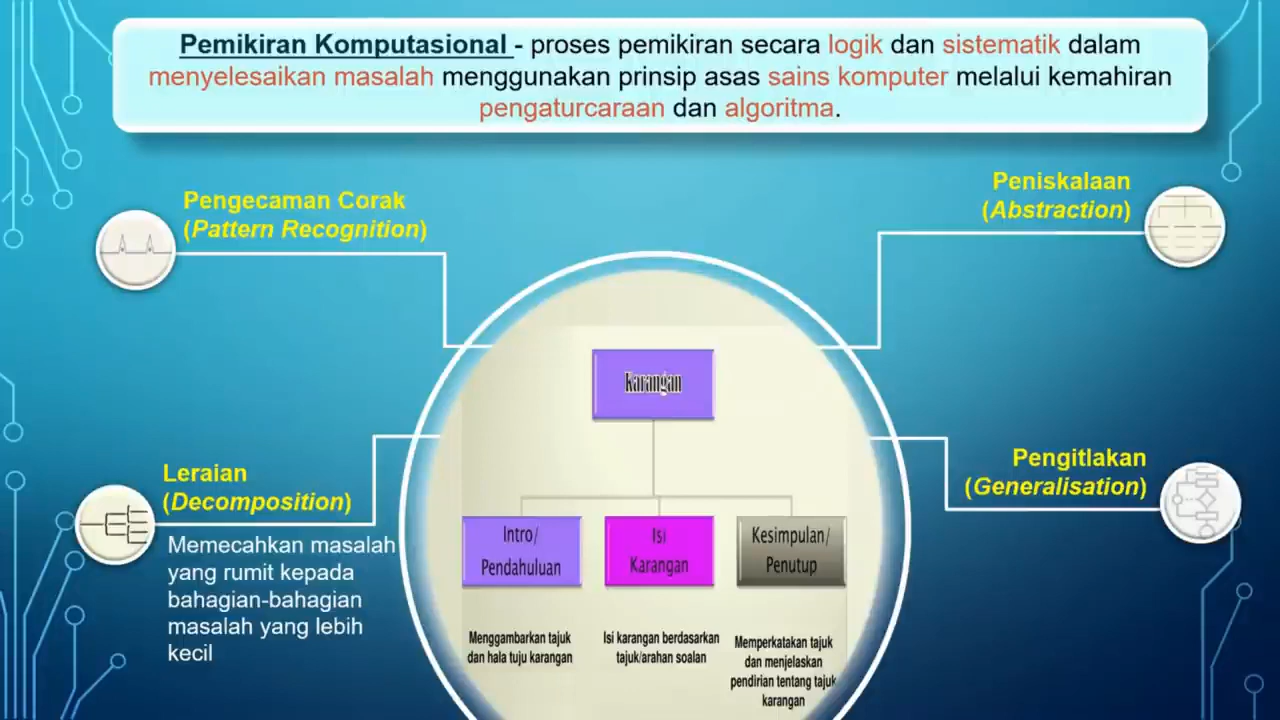 Pemikiran Komputasional - proses pemikiran secara logik dan sistematik dalam
menyelesaikan masalah menggunakan prinsip asas sains komputer melalui kemahiran
pengaturcaraan dan algoritma.
Pengecaman Corak
(Pattern Recognition)
Peniskalaan
(Abstraction)
Leraian
(Decomposition)
Memecahkan masalah
yang rumit kepada
bahagian-bahagian
masalah yang lebih
kecil
Pengitlakan
(Generalisation)
Karangan
Intro/
Pendahuluan
Isi
Karangan
Kesimpulan/
Penutup
Menggambarkan tajuk
dan hala tuju karangan
Isi karangan berdasarkan
tajuk/arahan soalan
Memperkatakan tajuk
dan menjelaskan
pendirian tentang tajuk
karangan